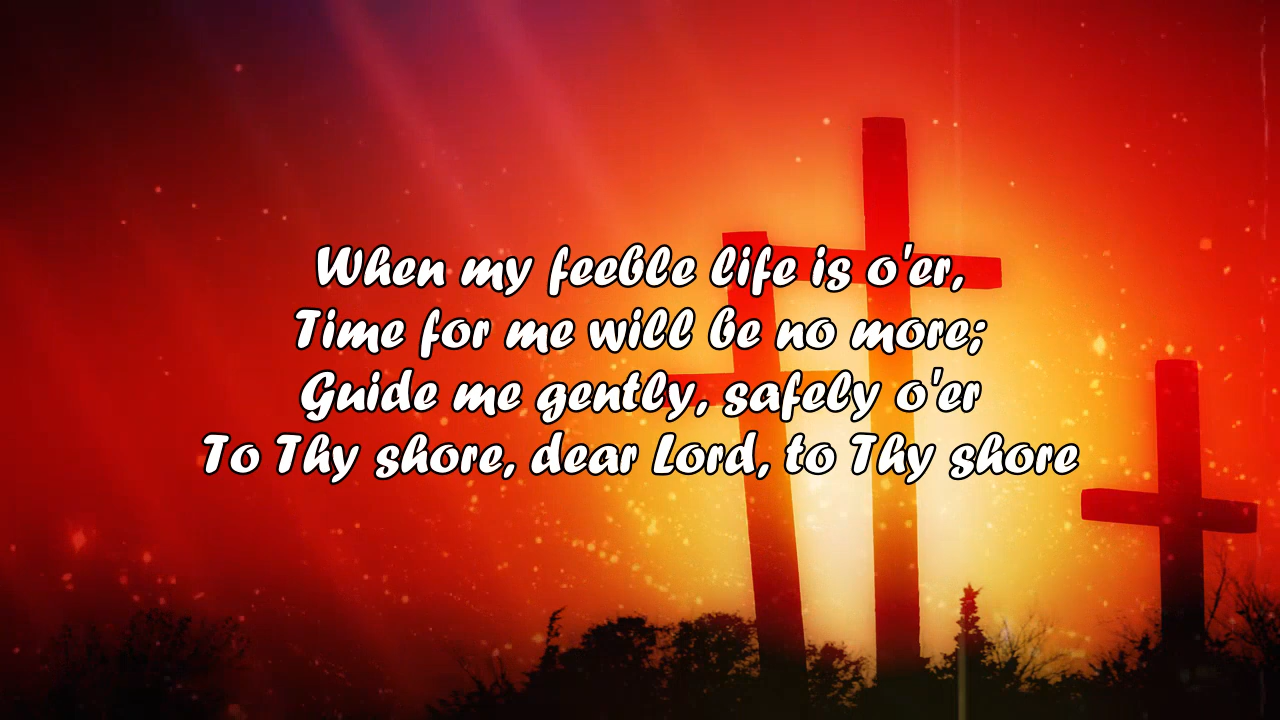 When my feeble life is o'er,
Time for me will be no more;
Guide me gently, safely o'er
To Thy shore, dear Lord, to Thy shore